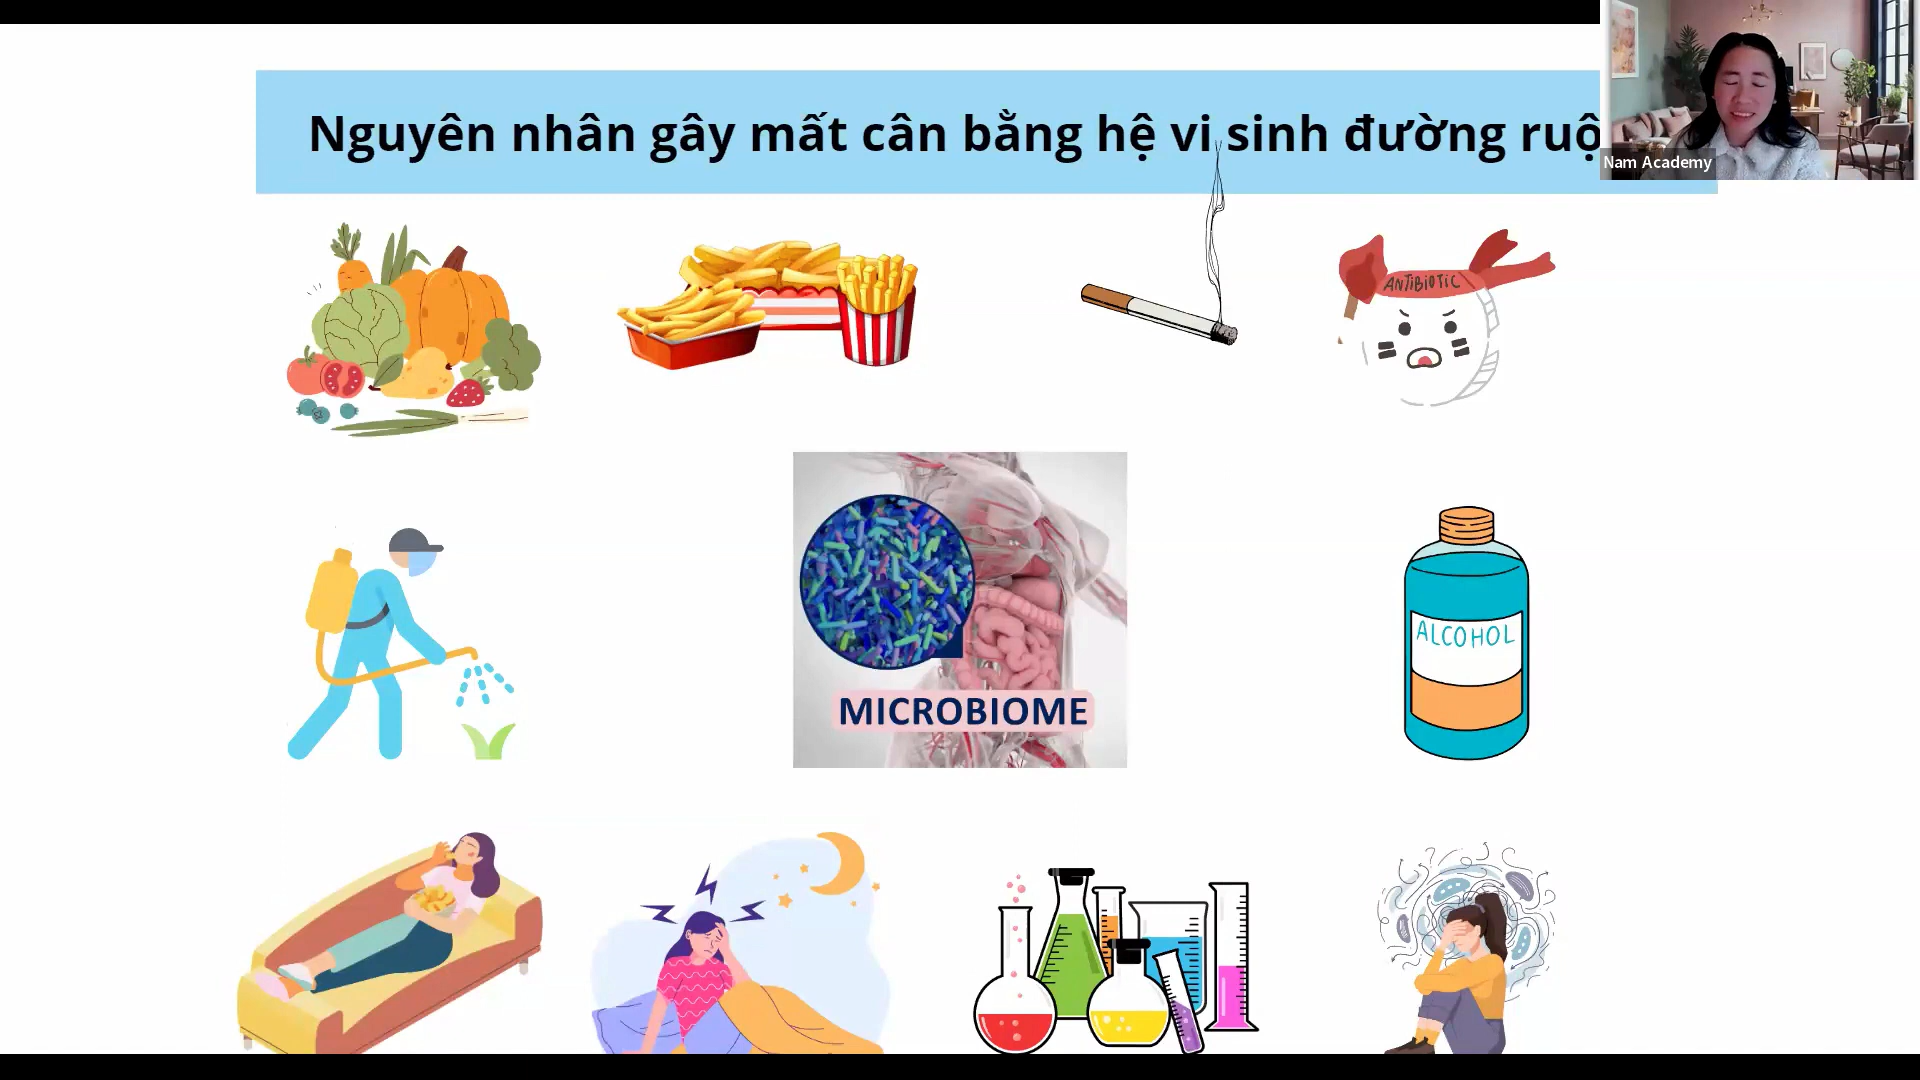 Nguyên nhân gây mất cân bằng hệ vi sinh đường ruộ
Nam Academy
ANTIBIOTIC
ALCOHOL
MICROBIOME